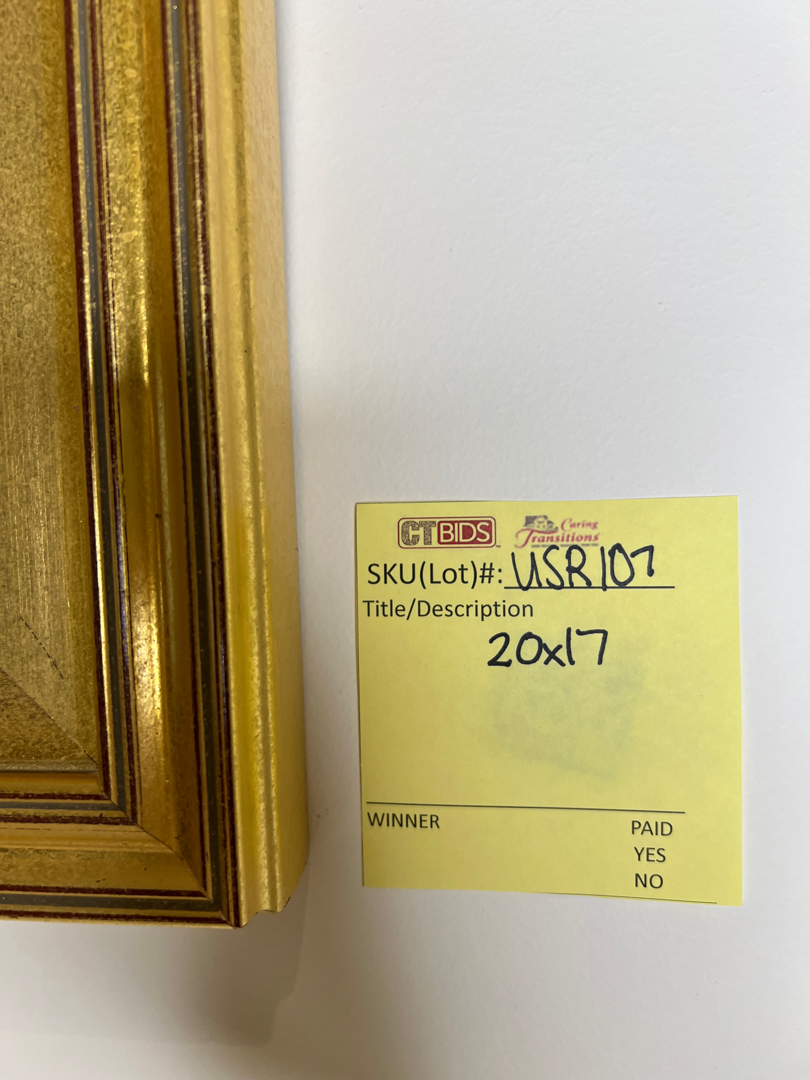 CTBIDS
Caring
Transitions
SKU(Lot)#: USR107
Title/Description
20x17
WINNER
PAID
YES
NO